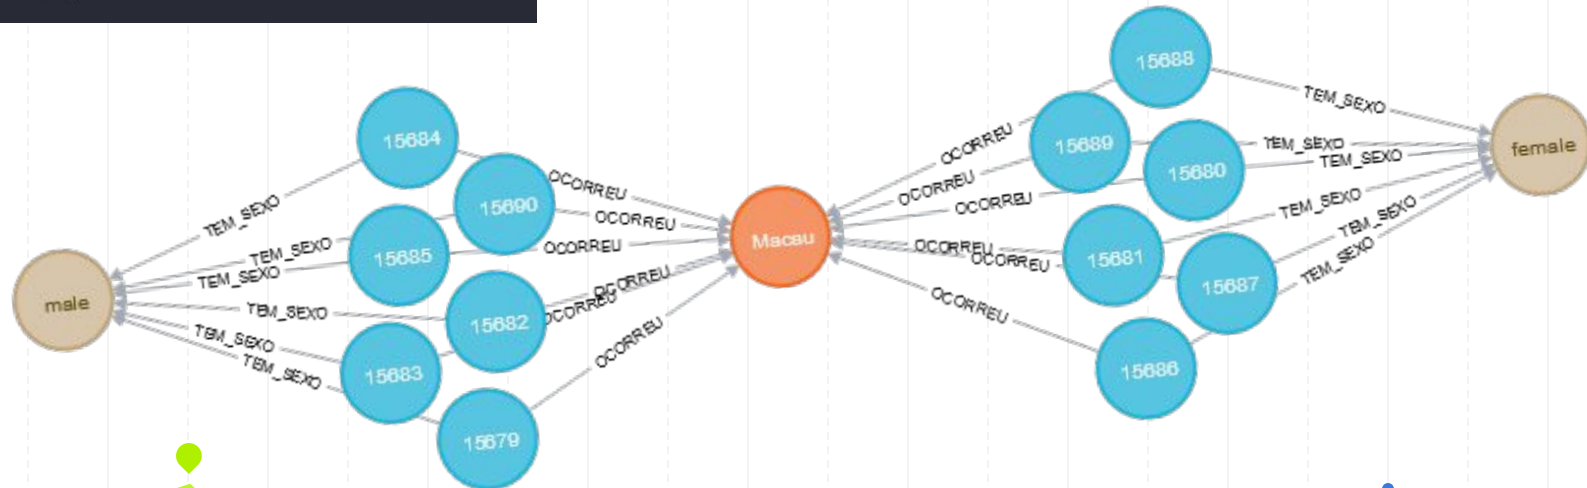 15688
TEM_SEXO
15684
OCORREU
15689
TEM_SEXO
female
TEM_SEXO
15680
OCORREU
OCORREU
15690
OCORREU
OCORREU
TEM_SEXO
TEM_SEXO
TEM_SEXO
15685
OCORREU
Macau
OCORREU
OCORREU
15681
TEM_SEXO
TEM_SEXO
TEM_SEXO
15687
male
TEM_SEXO
15682
OCORREU
OCORREU
OCORREU
TEM_SEXO
15683
OCORREU
15686
TEM_SEXO
15679